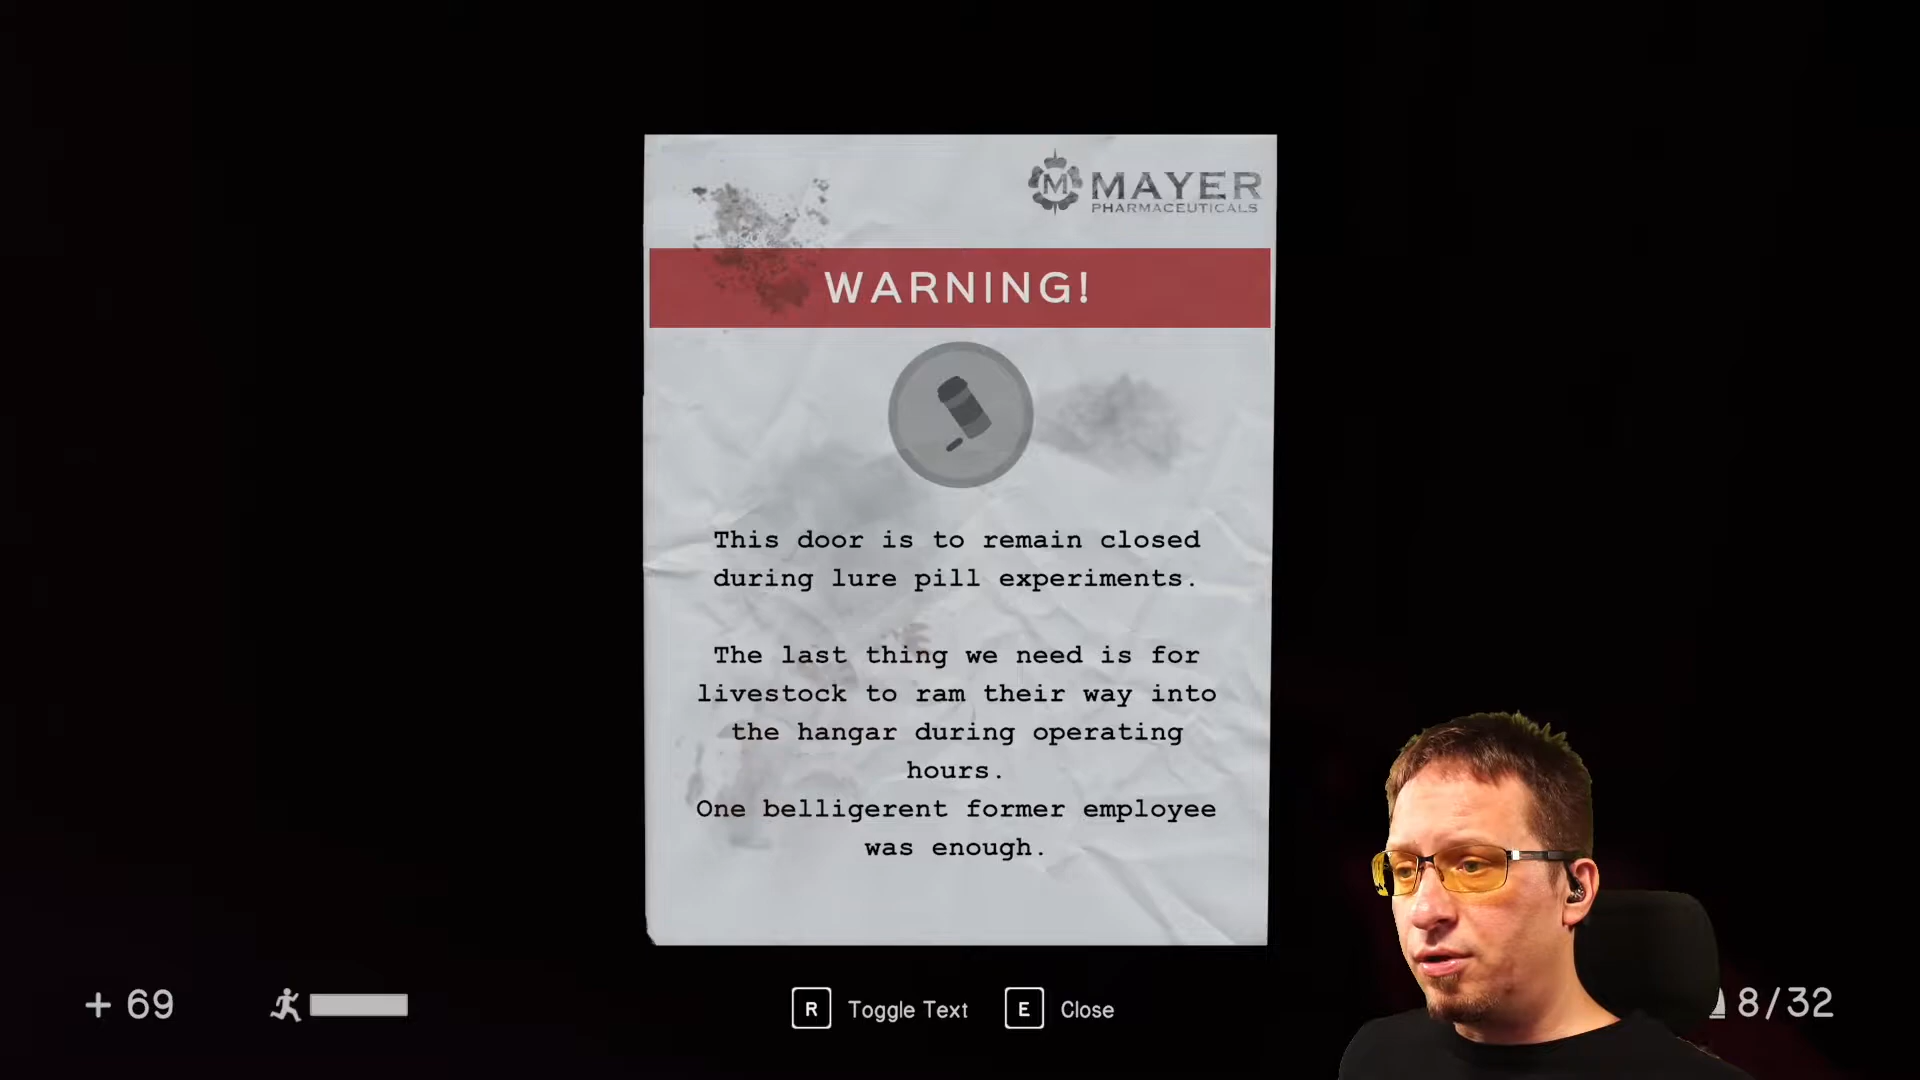 MAYER
PHARMACEUTICALS
WARNING!
This door is to remain closed
during lure pill experiments.
The last thing we need is for
livestock to ram their way into
the hangar during operating
hours.
One belligerent former employee
was enough.
+ 69
R Toggle Text E Close
8/32